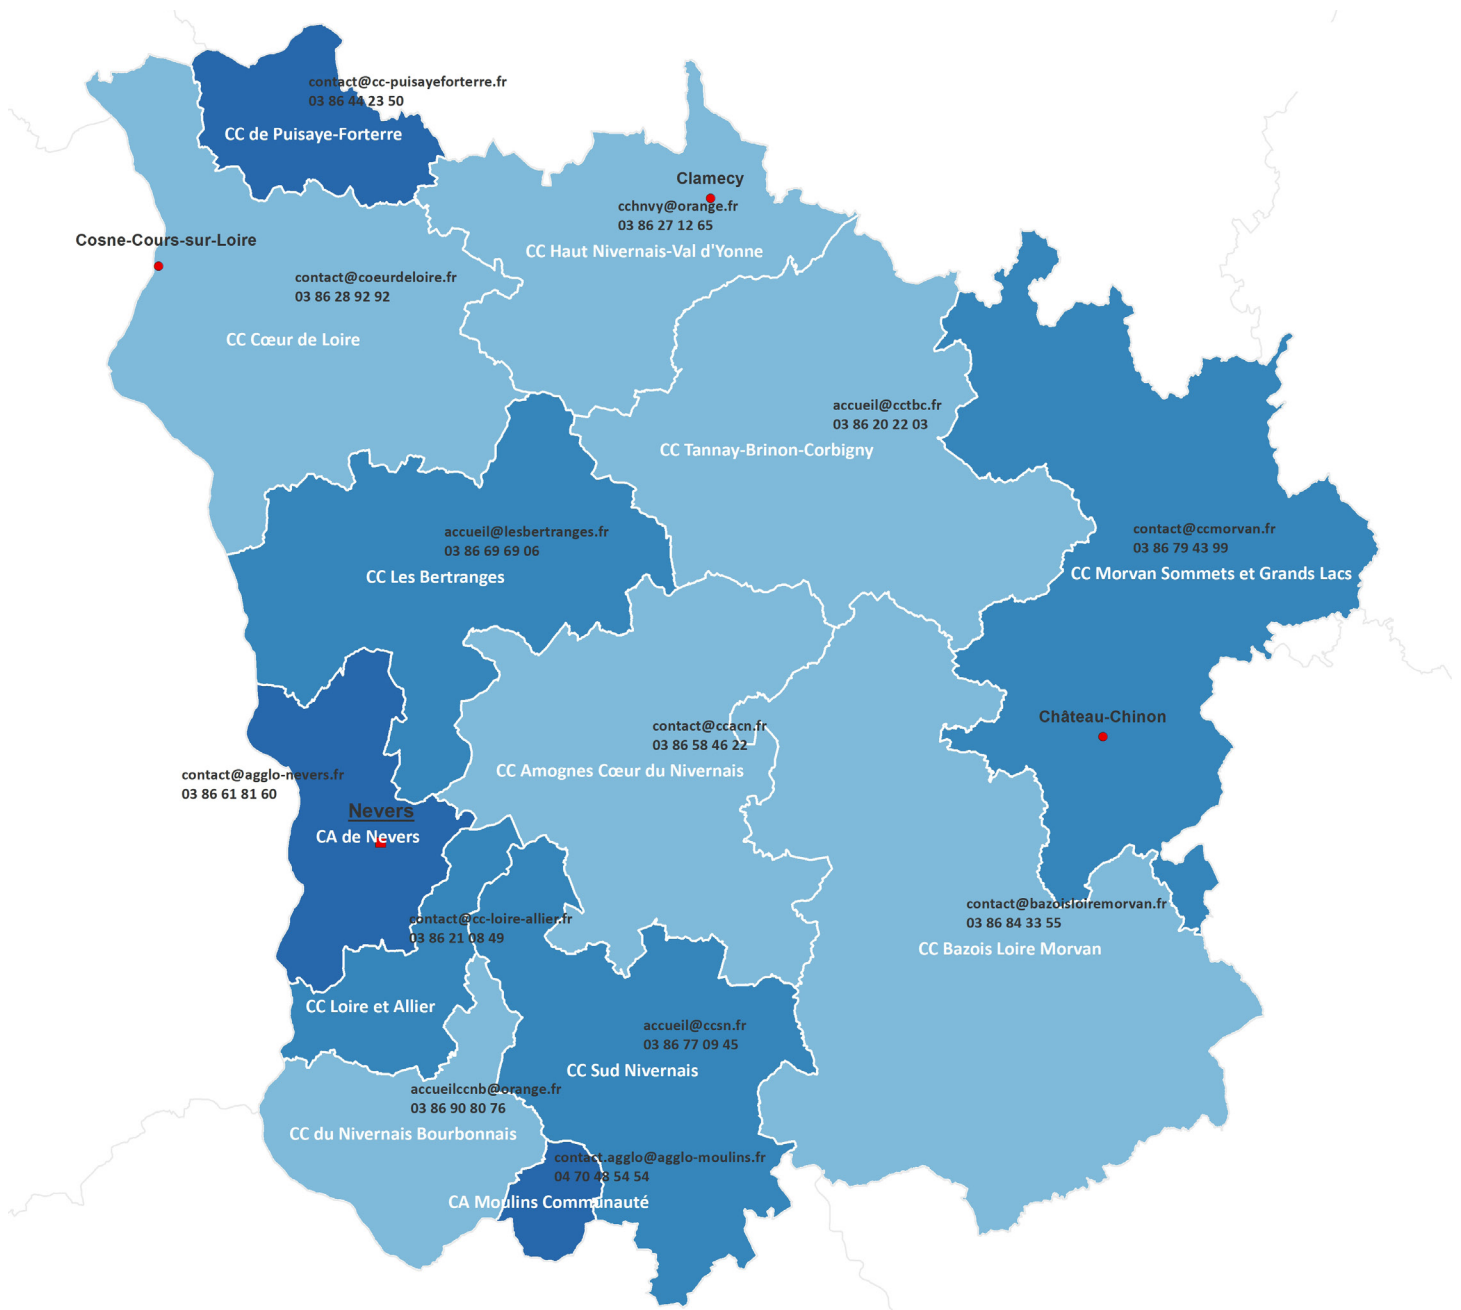 contact@cc-puisayeforterre.fr
03 86 44 23 50
CC de Puisaye-Forterre
Clamecy
cchnvy@orange.fr
03 86 27 12 65
CC Haut Nivernais-Val d'Yonne
Cosne-Cours-sur-Loire
contact@coeurdeloire.fr
03 86 28 92 92
CC Cœur de Loire
accueil@cctbc.fr
03 86 20 22 03
CC Tannay-Brinon-Corbigny
accueil@lesbertranges.fr
03 86 69 69 06
CC Les Bertranges
contact@ccmorvan.fr
03 86 79 43 99
CC Morvan Sommets et Grands Lacs
Château-Chinon
contact@ccacn.fr
03 86 58 46 22
CC Amognes Cœur du Nivernais
contact@agglo-nevers.fr
03 86 61 81 60
Nevers
CA de Nevers
contact@cc-loire-allier.fr
03 86 21 08 49
CC Loire et Allier
contact@bazoisloiremorvan.fr
03 86 84 33 55
CC Bazois Loire Morvan
accueil@ccsn.fr
03 86 77 09 45
CC Sud Nivernais
accueilccnb@orange.fr
03 86 90 80 76
CC du Nivernais Bourbonnais
contact.agglo@agglo-moulins.fr
04 70 48 54 54
CA Moulins Communauté